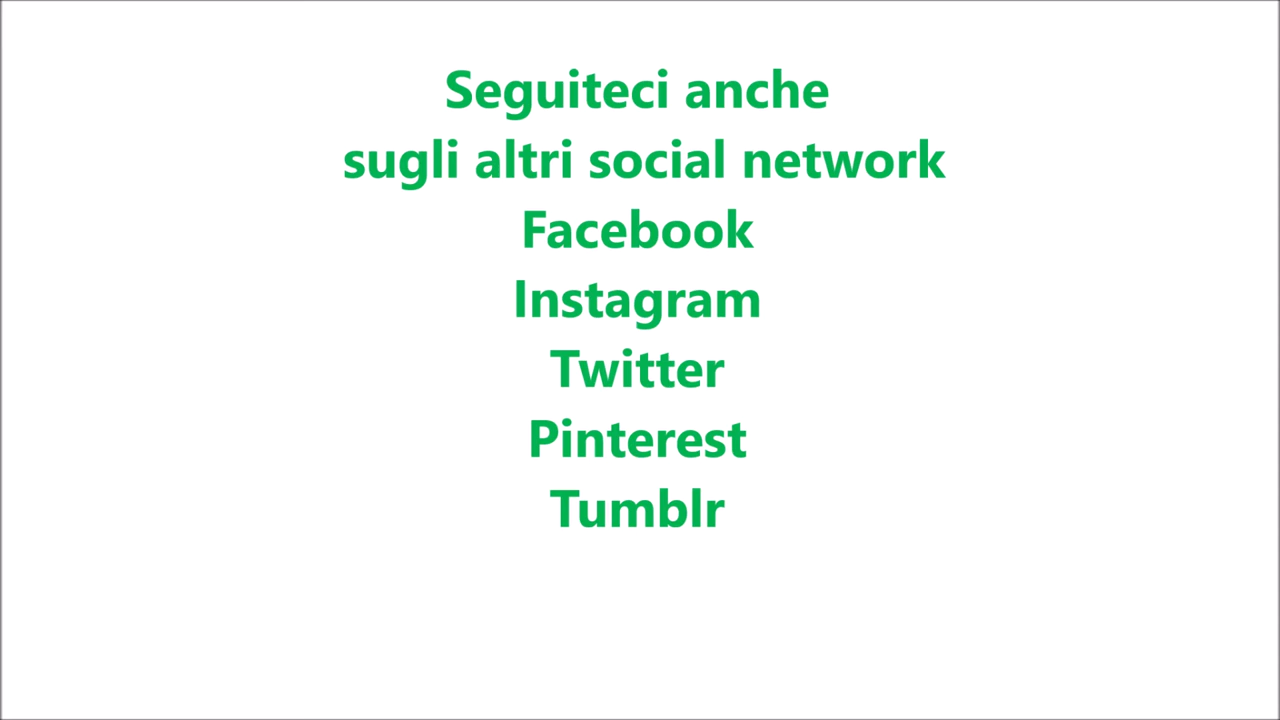 Seguiteci anche
sugli altri social network
Facebook
Instagram
Twitter
Pinterest
Tumblr